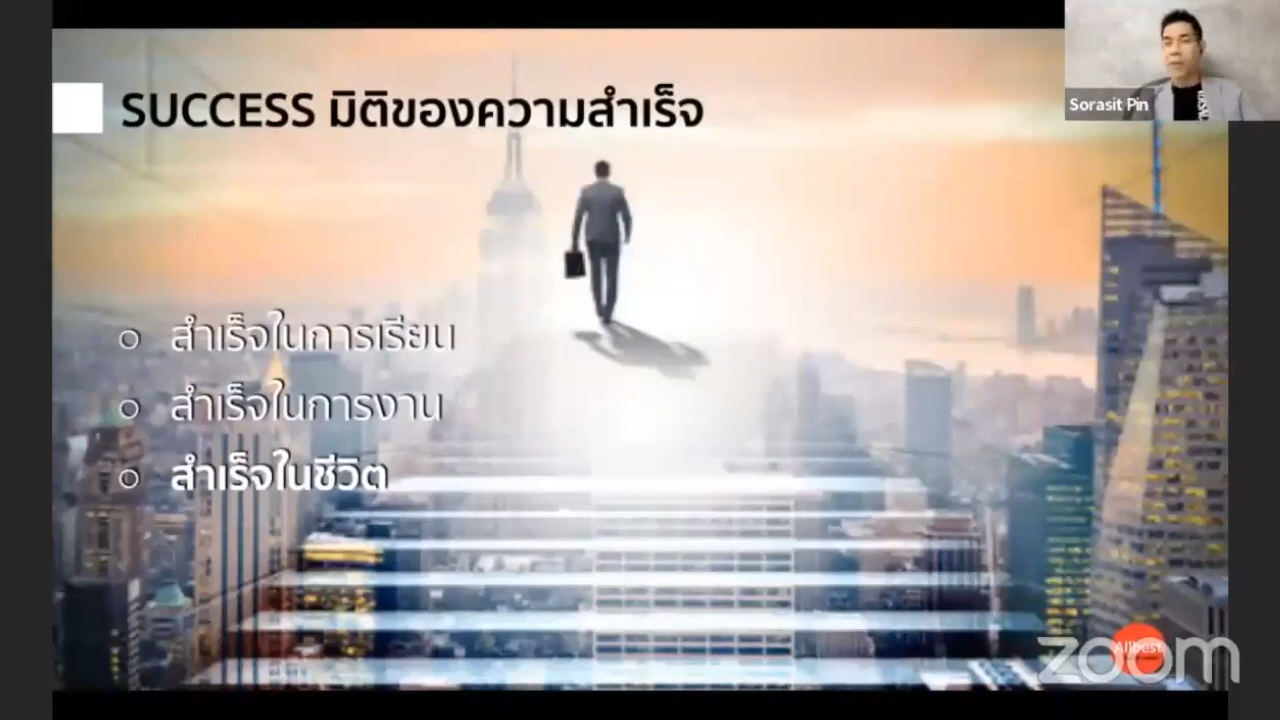 SUCCESS มิติของความสำเร็จ
Sorasit Pin
สำเร็จในการเรียน
สำเร็จในการงาน
สำเร็จในชีวิต
Allbest
zoom